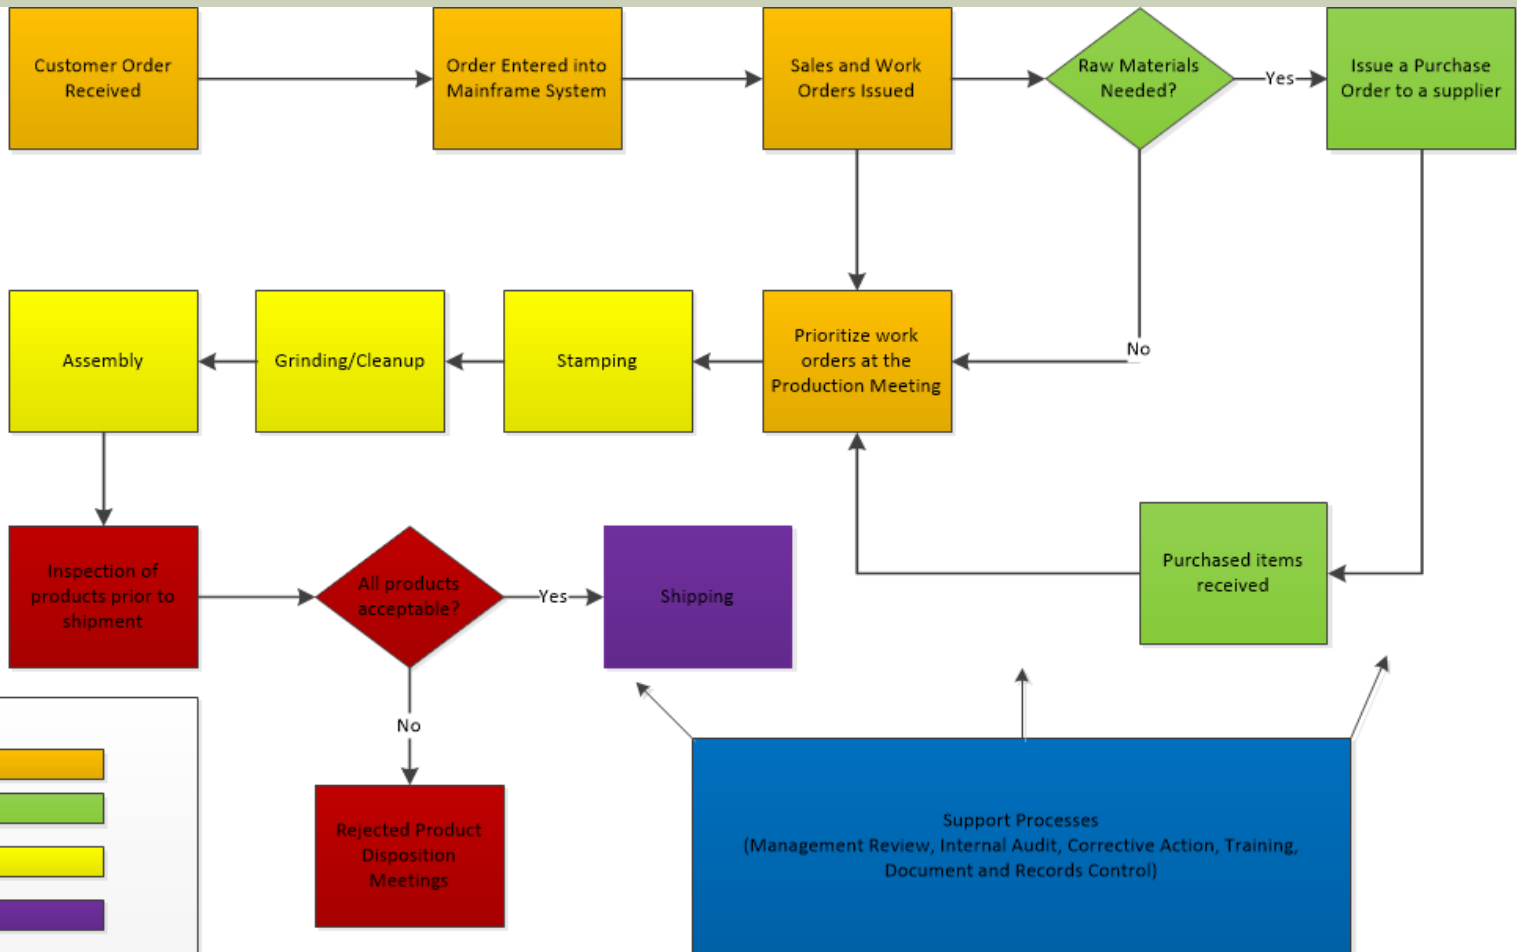 Customer Order
Received
Order Entered into
Mainframe System
Sales and Work
Orders Issued
Raw Materials
Needed?
Yes
Issue a Purchase
Order to a supplier
Assembly
Grinding/Cleanup
Stamping
Prioritize work
orders at the
Production Meeting
No
Inspection of
products prior to
shipment
All products
acceptable?
Yes
Shipping
Purchased items
received
No
Rejected Product
Disposition
Meetings
Support Processes
(Management Review, Internal Audit, Corrective Action, Training,
Document and Records Control)